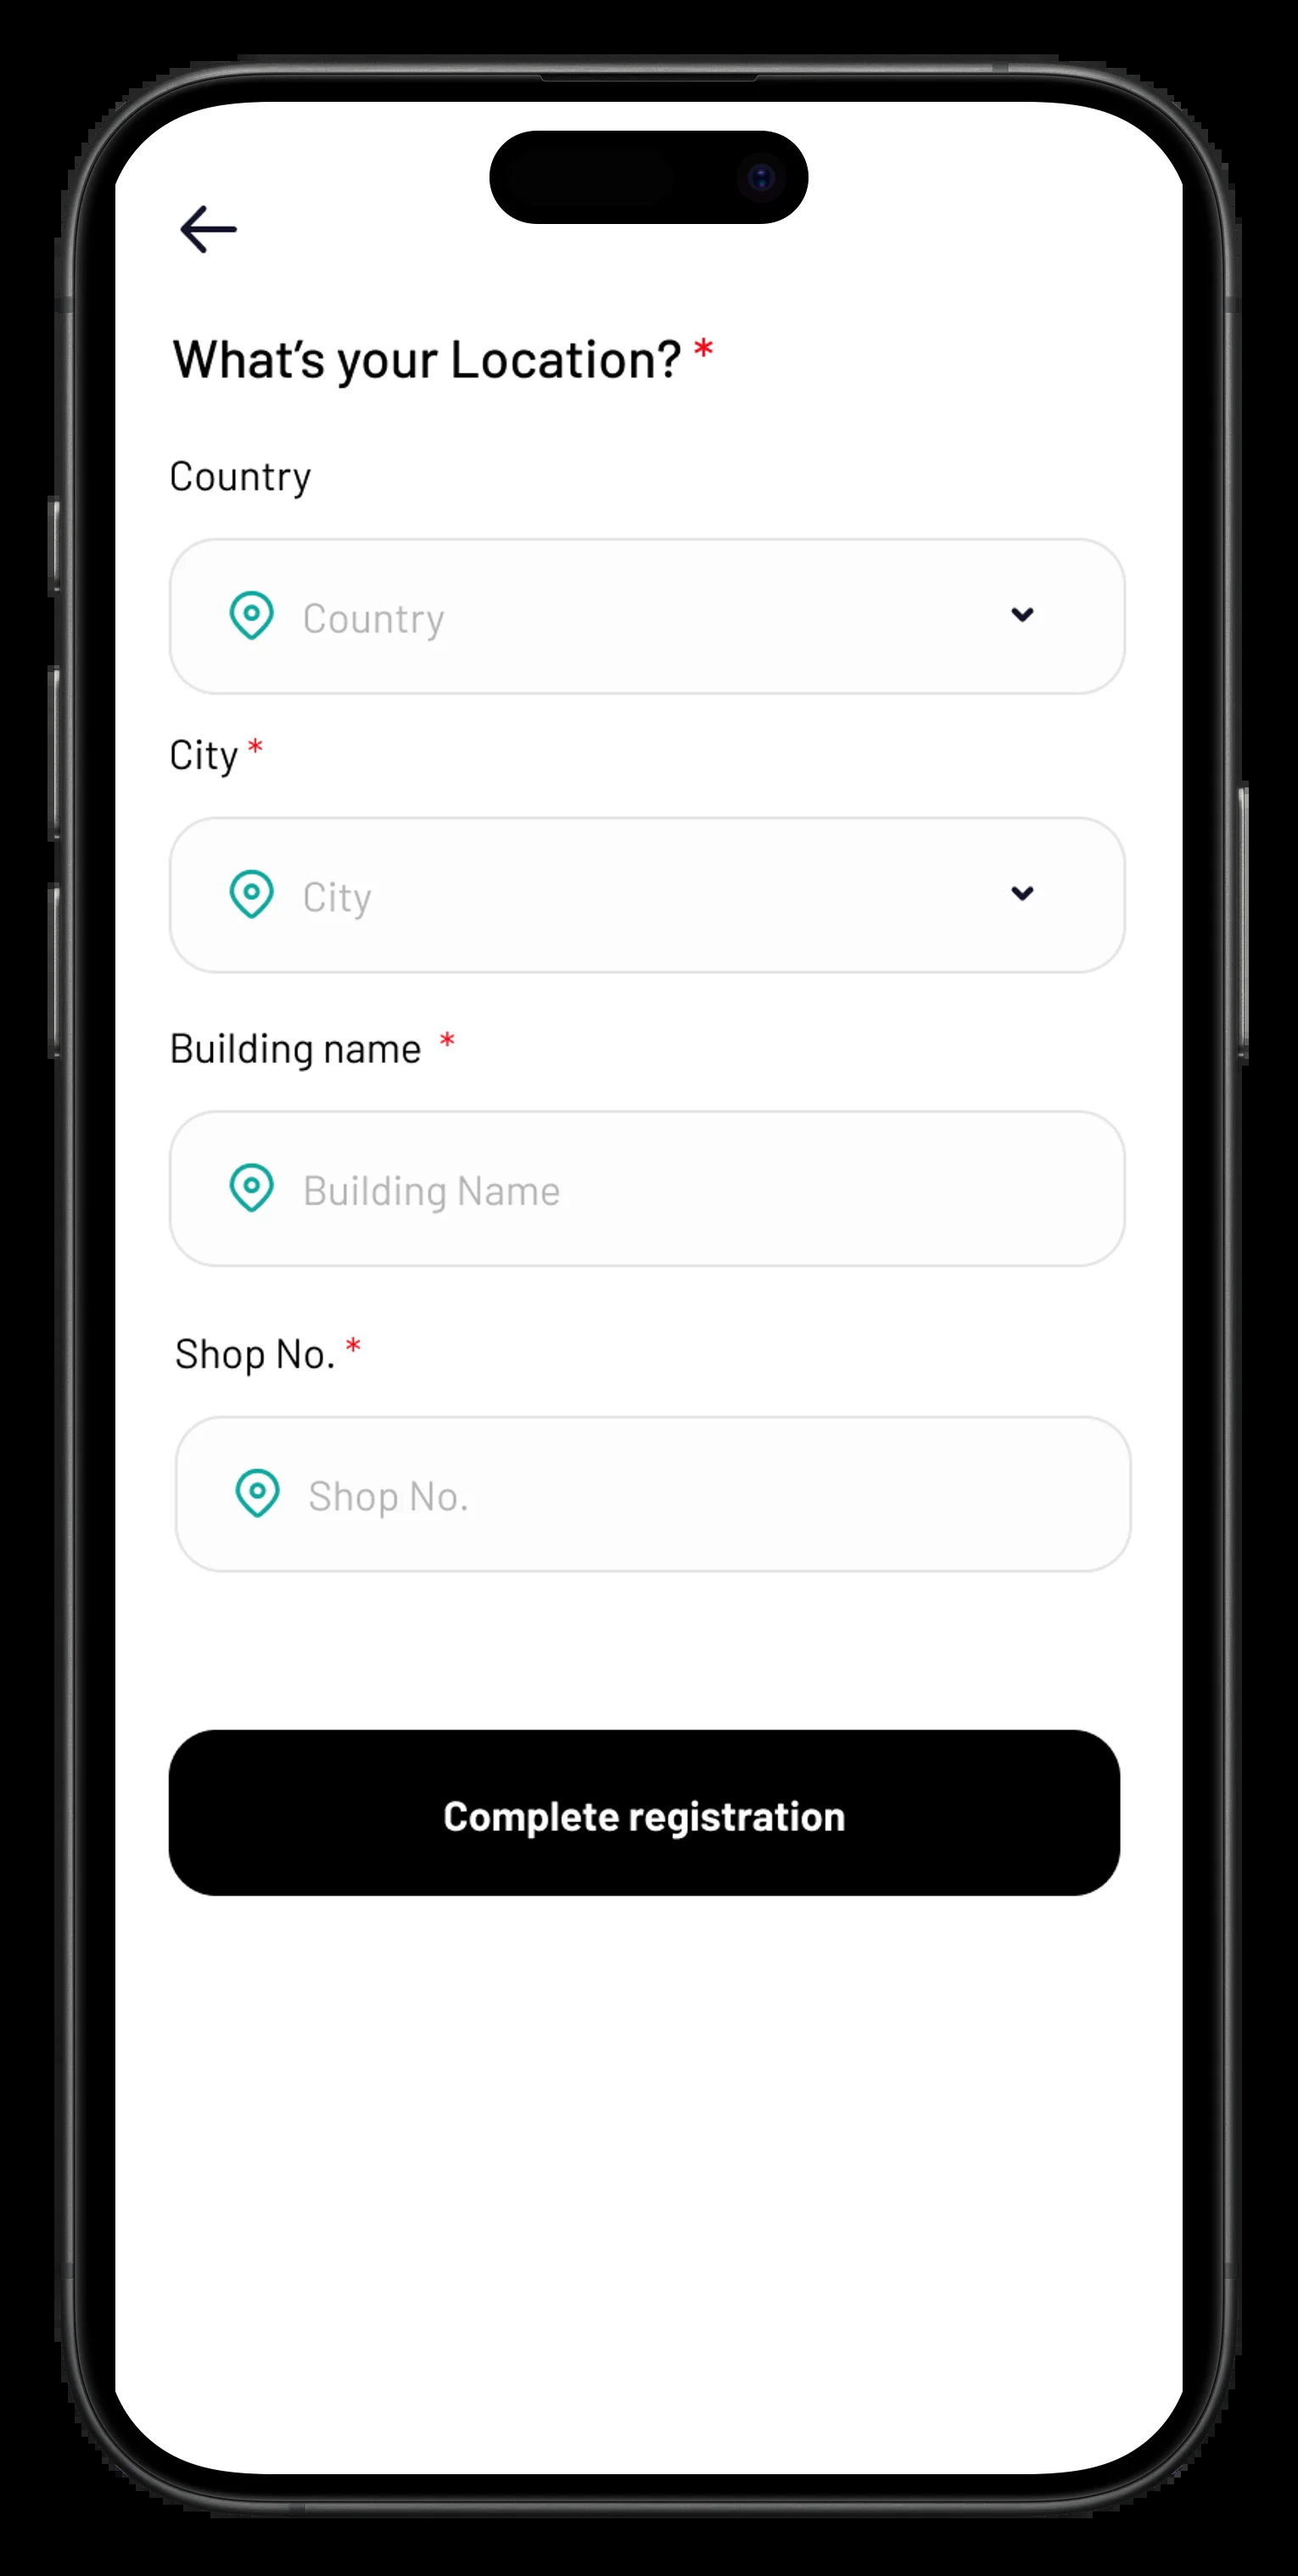 What’s your Location? *
Country
Country
City *
City
Building name *
Building Name
Shop No. *
Shop No.
Complete registration